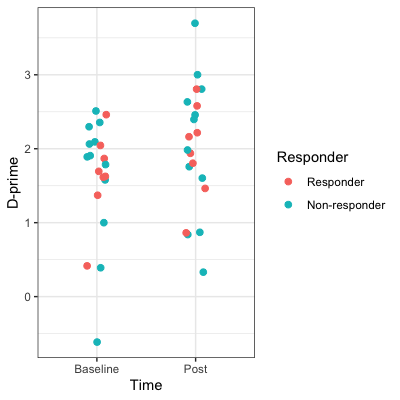 3
2
1
0
D-prime
Baseline
Post
Time
Responder
Responder
Non-responder